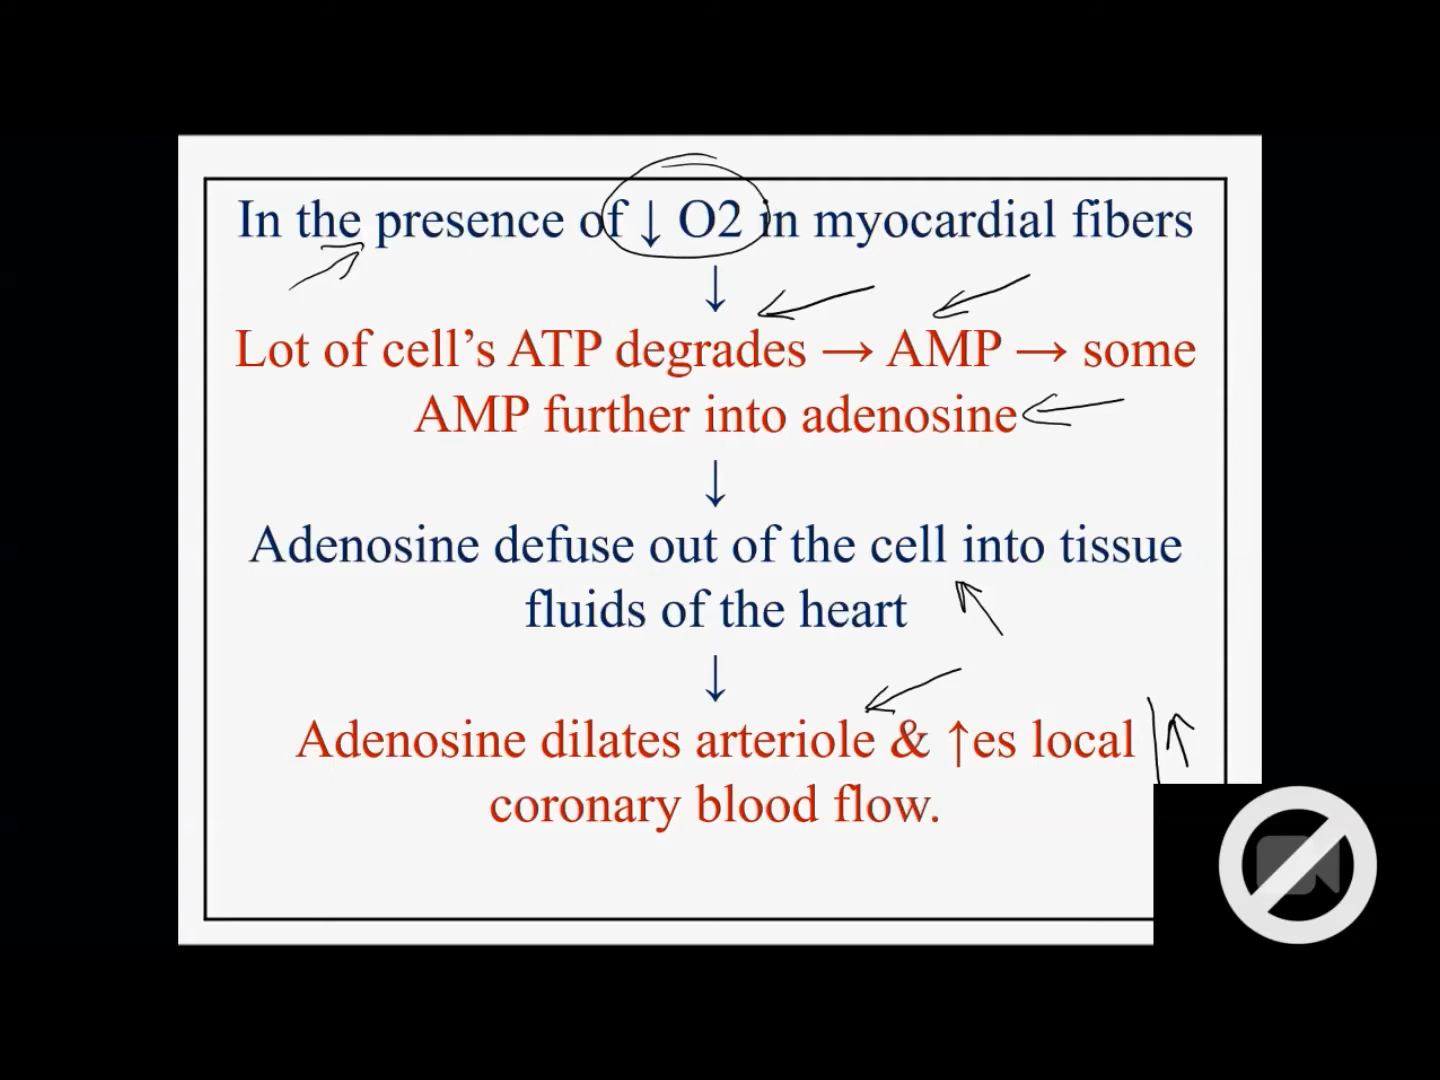 In the presence of ↓ O2 in myocardial fibers
↓
Lot of cell's ATP degrades → AMP → some
AMP further into adenosine
↓
Adenosine defuse out of the cell into tissue
fluids of the heart
↓
Adenosine dilates arteriole & ↑es local
coronary blood flow.